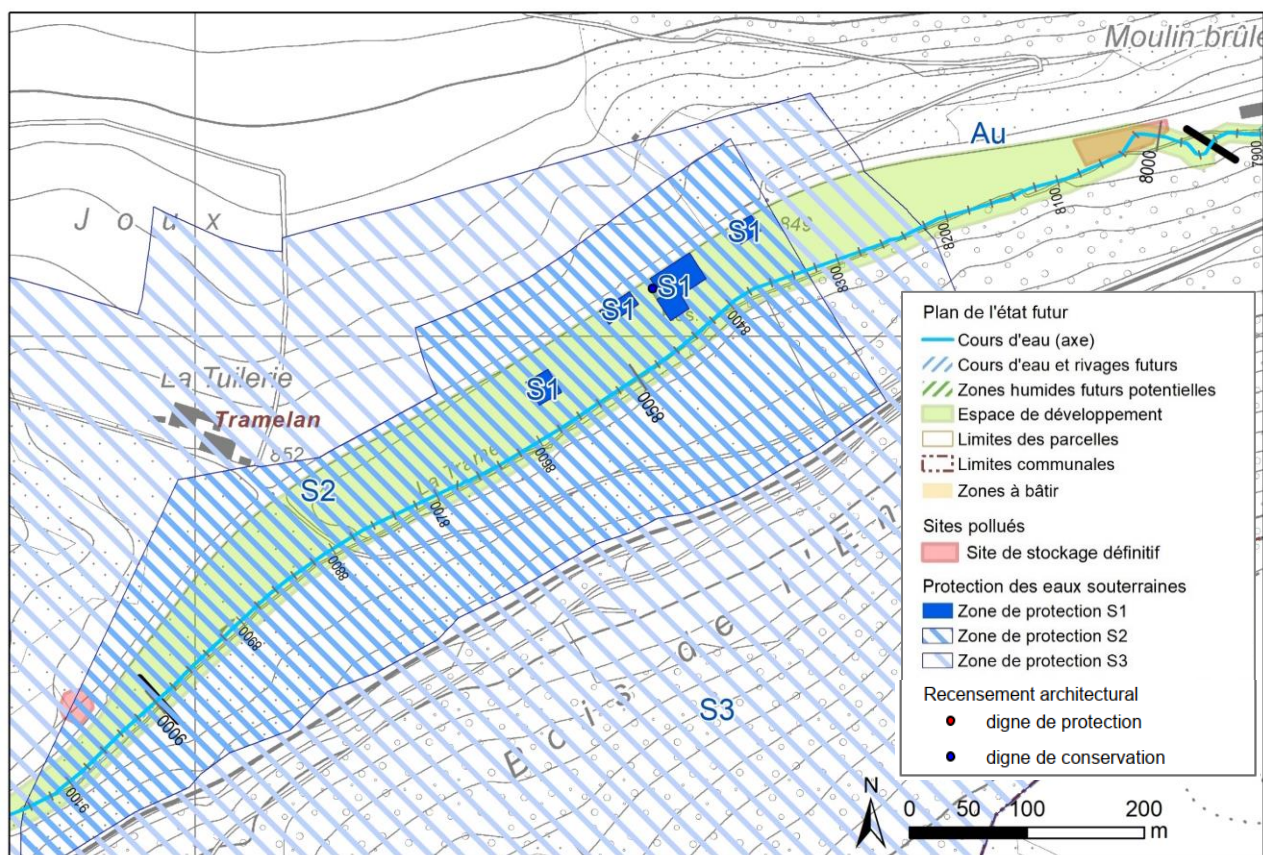 Moulin brûle
Au
8000
7900
8100
J o u x
S1
849
8200
8300
S1
S1
8400
S1
La Tuilerie
Tramelan
8500
852
8600
S2
La Trame
8700
8800
8900
9000
9100
Bois de l'En
S3
Plan de l'état futur
Cours d'eau (axe)
Cours d'eau et rivages futurs
Zones humides futurs potentielles
Espace de développement
Limites des parcelles
Limites communales
Zones à bâtir
Sites pollués
Site de stockage définitif
Protection des eaux souterraines
Zone de protection S1
Zone de protection S2
Zone de protection S3
Recensement architectural
digne de protection
digne de conservation
N
0 50 100 200
m